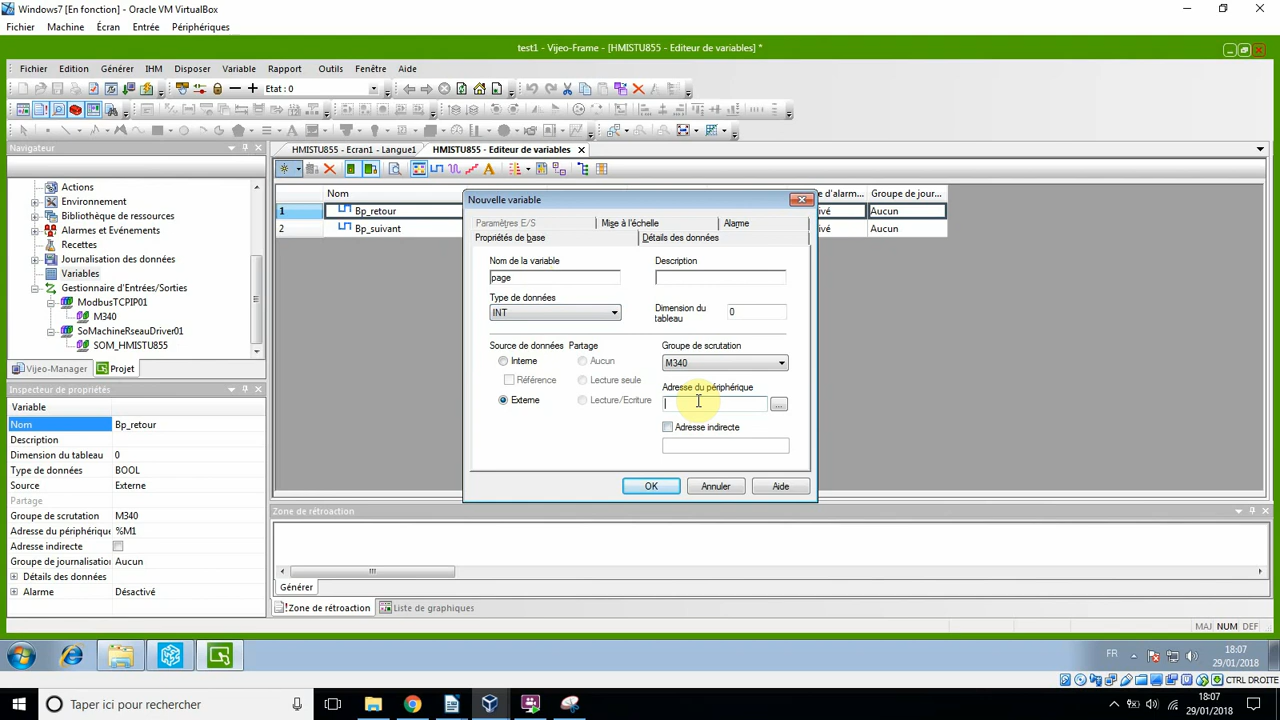 Windows7 [En fonction] - Oracle VM VirtualBox
Fichier Machine Écran Entrée Périphériques
test1 - Vijeo-Frame - [HMISTU855 - Editeur de variables] *
Fichier Edition Générer IHM Disposer Variable Rapport Outils Fenêtre Aide
Etat : 0
Navigateur
HMISTU855 - Ecran1 - Langue1
HMISTU855 - Editeur de variables
Actions
Environnement
Bibliothèque de ressources
Alarmes et Evénements
Recettes
Journalisation des données
Variables
Gestionnaire d'Entrées/Sorties
ModbusTCPIP01
M340
SoMachineRseauDriver01
SOM_HMISTU855
Vijeo-Manager Projet
Nom
e d'alarm... Groupe de jour...
1 Bp_retour ivé Aucun
2 Bp_suivant ivé Aucun
Nouvelle variable
Paramètres E/S Mise à l'échelle Alarme
Propriétés de base Détails des données
Nom de la variable Description
page
Type de données
INT
Dimension du tableau
0
Source de données Partage Groupe de scrutation
Interne Aucun M340
Référence Lecture seule Adresse du périphérique
Externe Lecture/Ecriture
...
Adresse indirecte
OK Annuler Aide
Inspecteur de propriétés
Variable
Nom Bp_retour
Description
Dimension du tableau 0
Type de données BOOL
Source Externe
Partage
Groupe de scrutation M340
Adresse du périphérique %M1
Adresse indirecte
Groupe de journalisation Aucun
Détails des données
Alarme Désactivé
Zone de rétroaction
Générer
Zone de rétroaction Liste de graphiques
MAJ NUM DEF
FR
18:07
29/01/2018
CTRL DROITE
Taper ici pour rechercher
18:07
29/01/2018